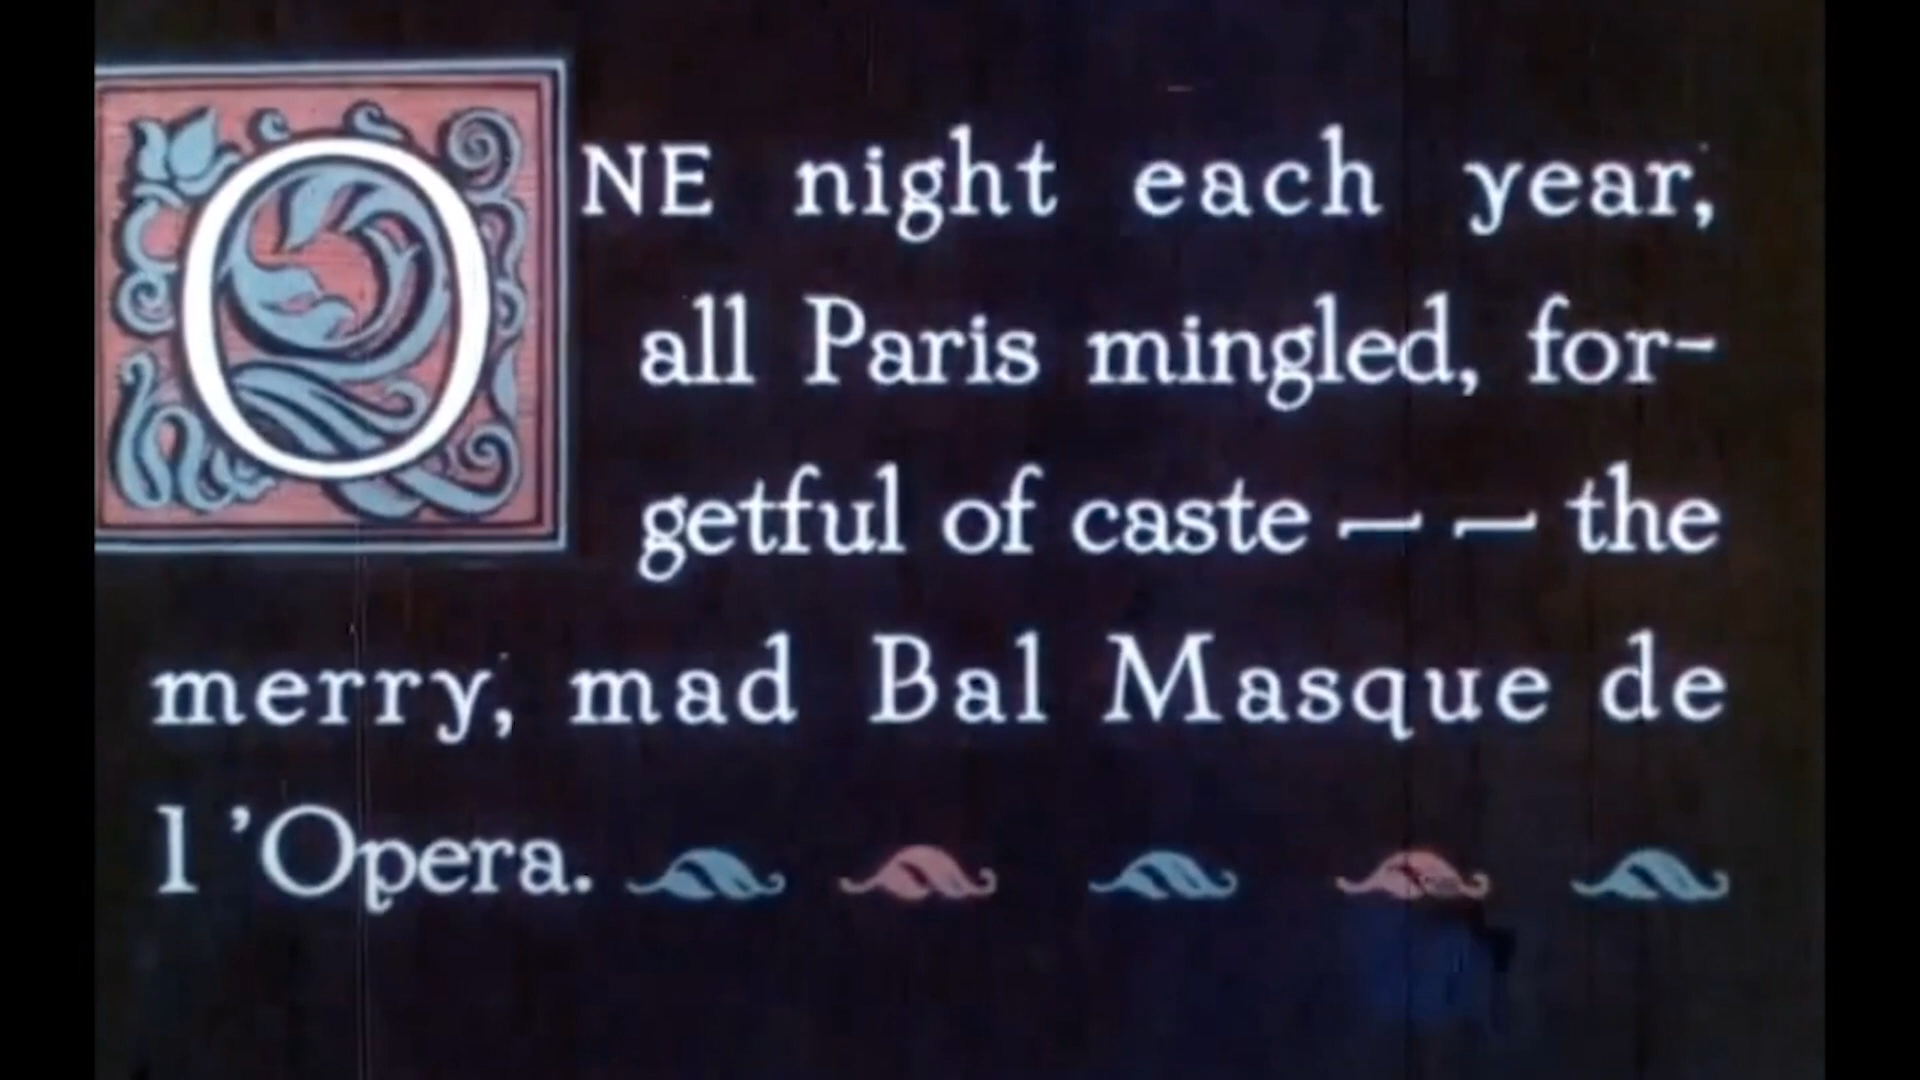 ONE night each year,
all Paris mingled, for-
getful of caste — — the
merry, mad Bal Masque de
l'Opera.